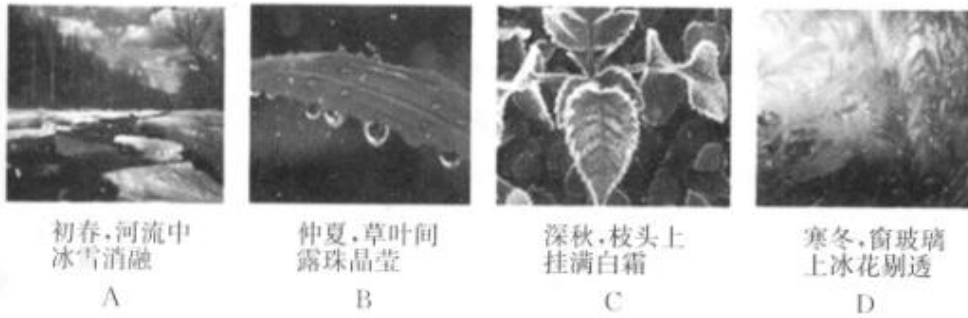 初春,河流中
冰雪消融
A
仲夏,草叶间
露珠晶莹
B
深秋,枝头上
挂满白霜
C
寒冬,窗玻璃
上冰花剔透
D